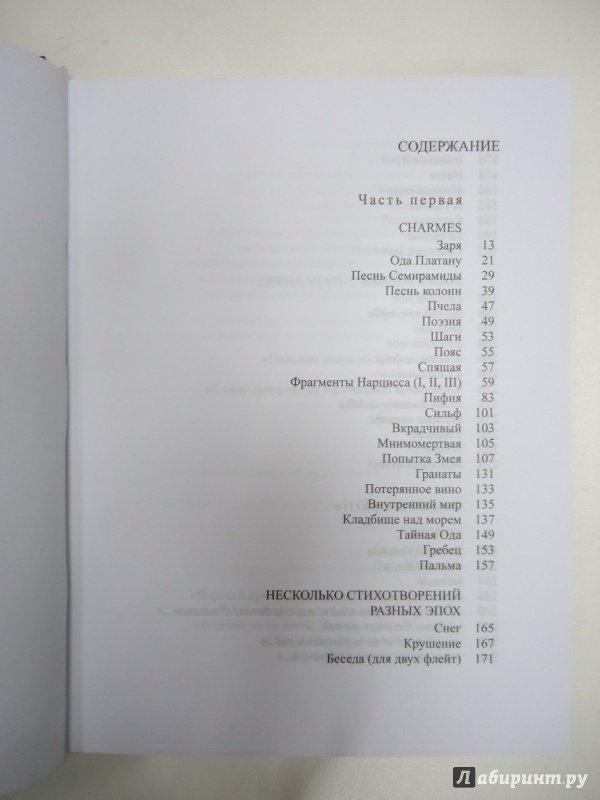 СОДЕРЖАНИЕ
Часть первая
CHARMES
Заря 13
Ода Платану 21
Песнь Семирамиды 29
Песнь колонн 39
Пчела 47
Поэзия 49
Шаги 53
Пояс 55
Спящая 57
Фрагменты Нарцисса (I, II, III) 59
Пифия 83
Сильф 101
Вкрадчивый 103
Мнимомертвая 105
Попытка Змея 107
Гранаты 131
Потерянное вино 133
Внутренний мир 135
Кладбище над морем 137
Тайная Ода 149
Гребец 153
Пальма 157
НЕСКОЛЬКО СТИХОТВОРЕНИЙ
РАЗНЫХ ЭПОХ
Снег 165
Крушение 167
Беседа (для двух флейт) 171
лабиринт.ру